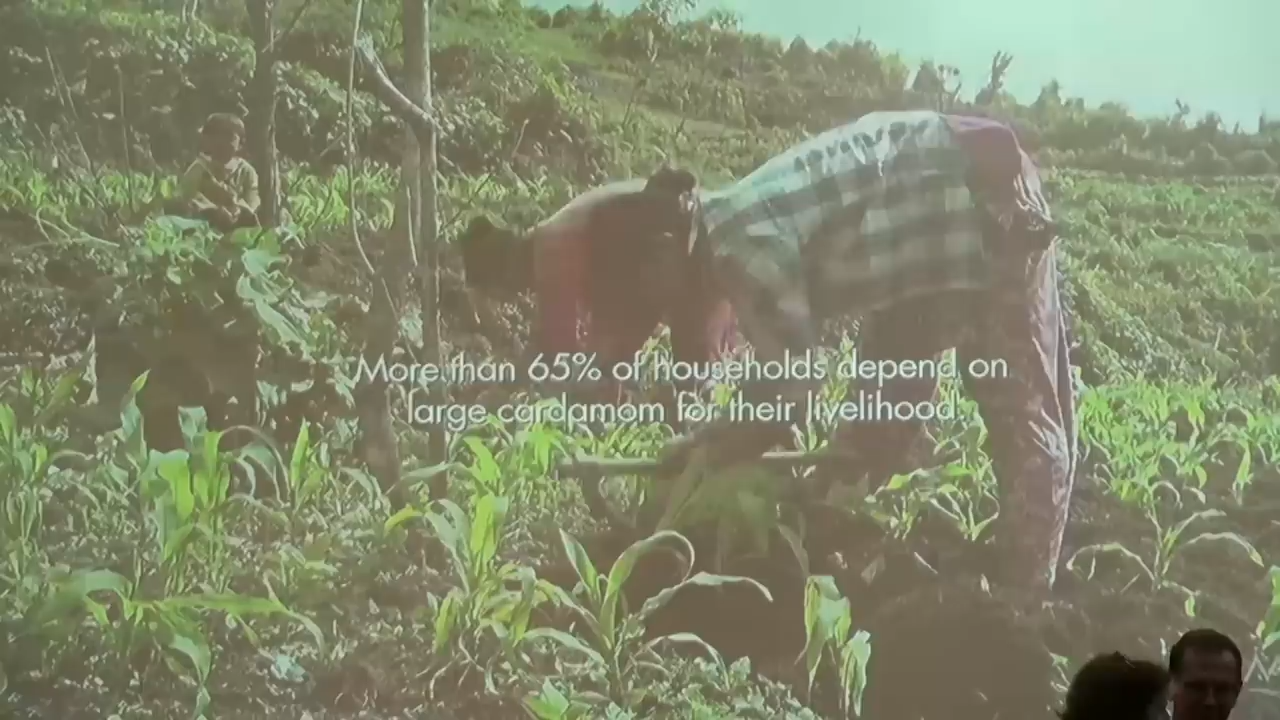 More than 65% of households depend on
large cardamom for their livelihood.